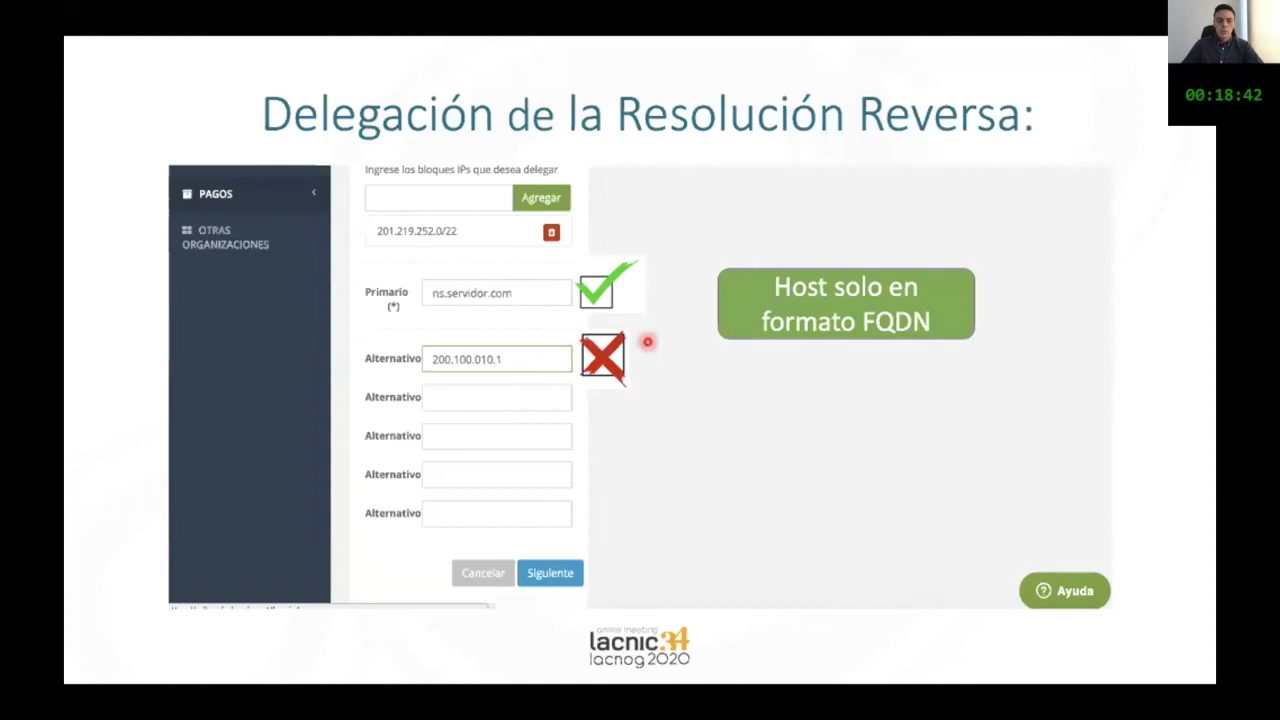 00:18:42
Delegación de la Resolución Reversa:
PAGOS
OTRAS
ORGANIZACIONES
Ingrese los bloques IPs que desea delegar
Agregar
201.219.252.0/22
Primario
(*)
ns.servidor.com
Alternativo
200.100.010.1
Alternativo
Alternativo
Alternativo
Alternativo
Cancelar
Siguiente
Host solo en
formato FQDN
Ayuda
online meeting
lacnic34
lacnog2020